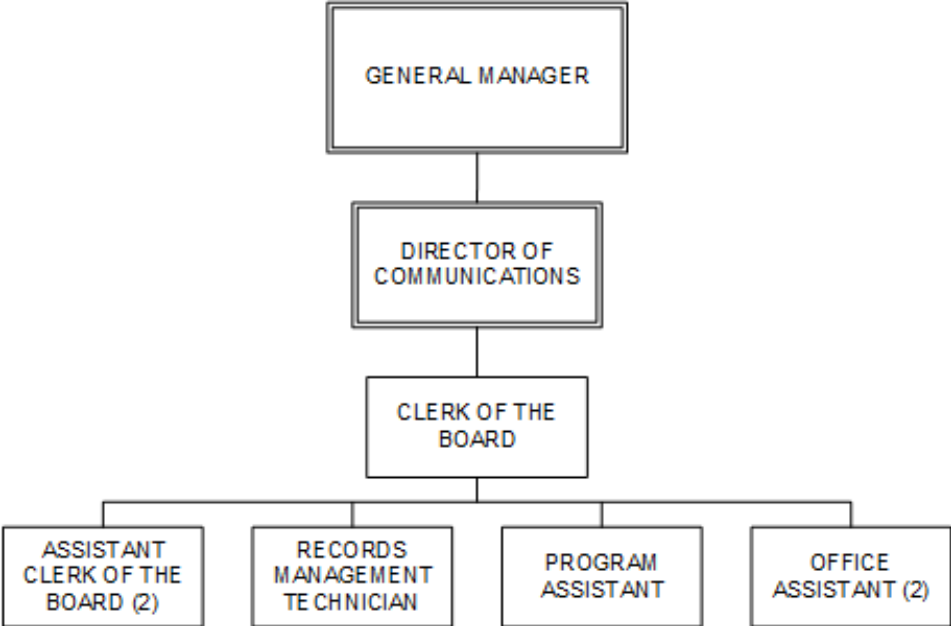 GENERAL MANAGER
DIRECTOR OF
COMMUNICATIONS
CLERK OF THE
BOARD
ASSISTANT
CLERK OF THE
BOARD (2)
RECORDS
MANAGEMENT
TECHNICIAN
PROGRAM
ASSISTANT
OFFICE
ASSISTANT (2)